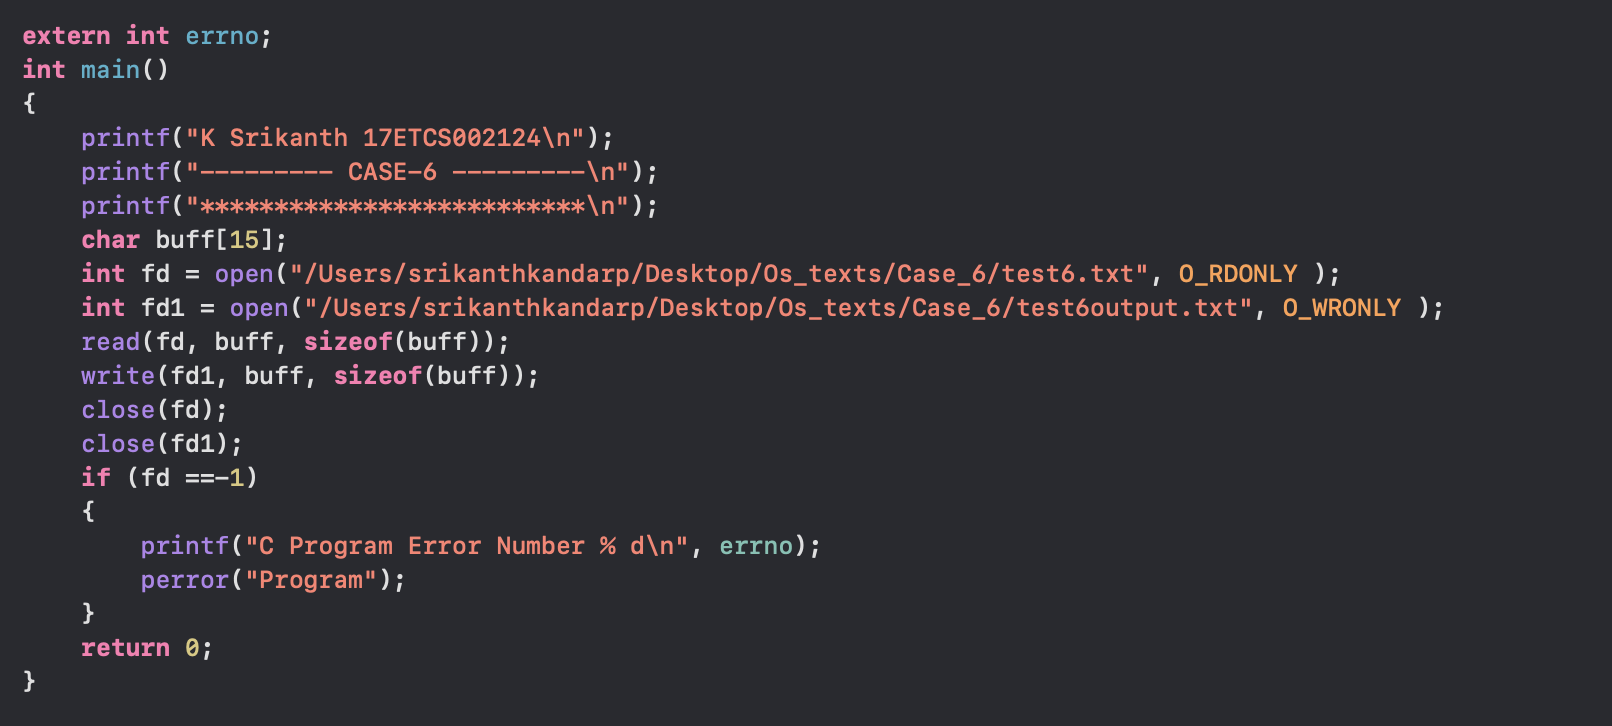 extern int errno;
int main()
{
    printf("K Srikanth 17ETCS002124\n");
    printf("--------- CASE-6 ---------\n");
    printf("**************************\n");
    char buff[15];
    int fd = open("/Users/srikanthkandarp/Desktop/Os_texts/Case_6/test6.txt", O_RDONLY );
    int fd1 = open("/Users/srikanthkandarp/Desktop/Os_texts/Case_6/test6output.txt", O_WRONLY );
    read(fd, buff, sizeof(buff));
    write(fd1, buff, sizeof(buff));
    close(fd);
    close(fd1);
    if (fd ==-1)
    {
        printf("C Program Error Number % d\n", errno);
        perror("Program");
    }
    return 0;
}